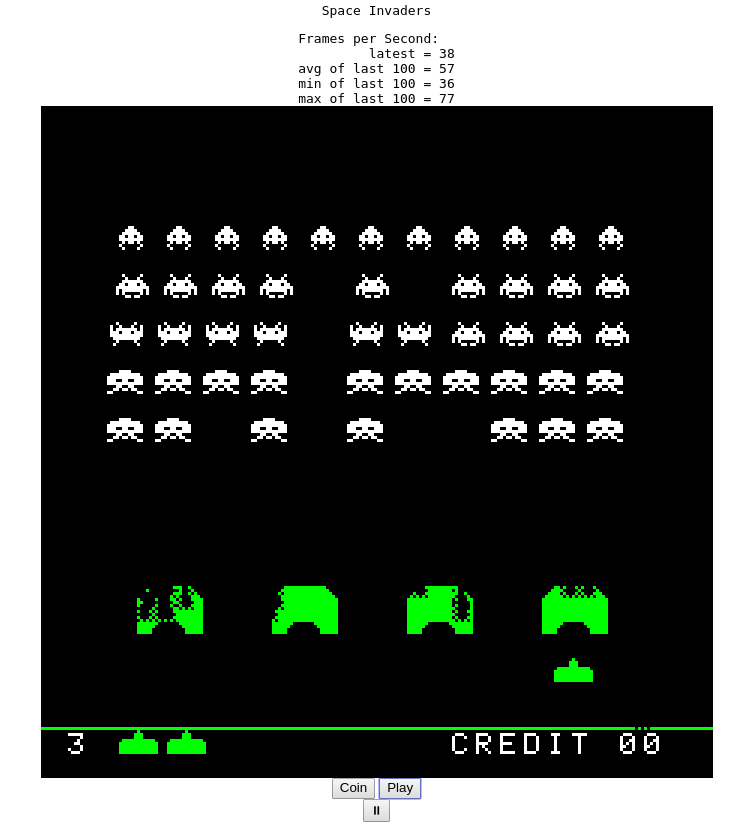 Space Invaders
Frames per Second:
latest = 38
avg of last 100 = 57
min of last 100 = 36
max of last 100 = 77
3 CREDIT 00
Coin Play